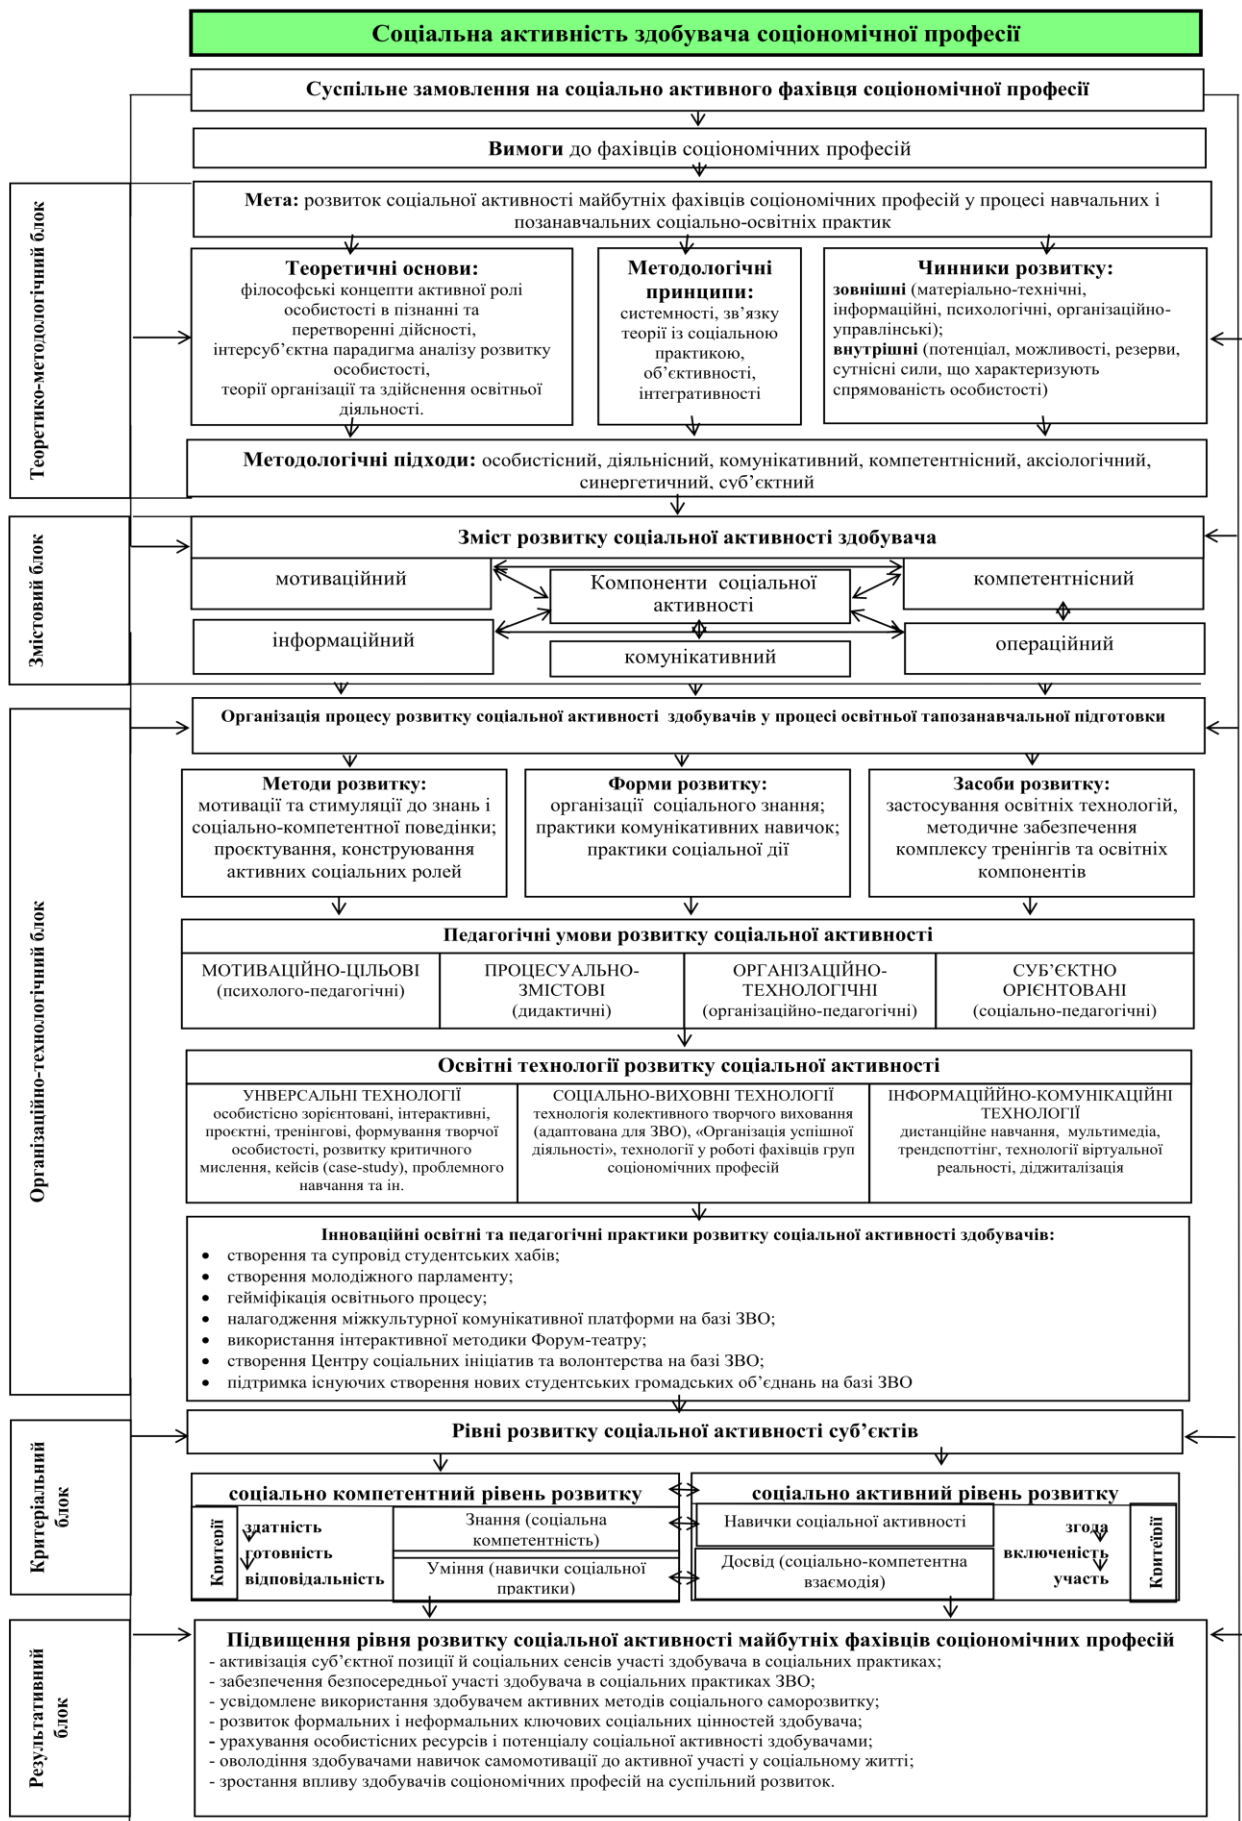 Соціальна активність здобувача соціономічної професії
Суспільне замовлення на соціально активного фахівця соціономічної професії
Вимоги до фахівців соціономічних професій
Теоретико-методологічний блок
Мета: розвиток соціальної активності майбутніх фахівців соціономічних професій у процесі навчальних і
позанавчальних соціально-освітніх практик
Теоретичні основи:
філософські концепти активної ролі
особистості в пізнанні та
перетворенні дійсності,
інтерсуб’єктна парадигма аналізу розвитку
особистості,
теорії організації та здійснення освітньої
діяльності.
Методологічні
принципи:
системності, зв’язку
теорії із соціальною
практикою,
об’єктивності,
інтегративності
Чинники розвитку:
зовнішні (матеріально-технічні,
інформаційні, психологічні, організаційно-
управлінські);
внутрішні (потенціал, можливості, резерви,
сутнісні сили, що характеризують
спрямованість особистості)
Методологічні підходи: особистісний, діяльнісний, комунікативний, компетентнісний, аксіологічний,
синергетичний, суб’єктний
Змістовий блок
Зміст розвитку соціальної активності здобувача
мотиваційний
Компоненти соціальної
активності
компетентнісний
інформаційний
комунікативний
операційний
Організаційно-технологічний блок
Організація процесу розвитку соціальної активності здобувачів у процесі освітньої тапозанавчальної підготовки
Методи розвитку:
мотивації та стимуляції до знань і
соціально-компетентної поведінки;
проєктування, конструювання
активних соціальних ролей
Форми розвитку:
організації соціального знання;
практики комунікативних навичок;
практики соціальної дії
Засоби розвитку:
застосування освітніх технологій,
методичне забезпечення
комплексу тренінгів та освітніх
компонентів
Педагогічні умови розвитку соціальної активності
МОТИВАЦІЙНО-ЦІЛЬОВІ
(психолого-педагогічні)
ПРОЦЕСУАЛЬНО-
ЗМІСТОВІ
(дидактичні)
ОРГАНІЗАЦІЙНО-
ТЕХНОЛОГІЧНІ
(організаційно-педагогічні)
СУБ’ЄКТНО
ОРІЄНТОВАНІ
(соціально-педагогічні)
Освітні технології розвитку соціальної активності
УНВЕРСАЛЬНІ ТЕХНОЛОГІЇ
особистісно зорієнтовані, інтерактивні,
проєктні, тренінгові, формування творчої
особистості, розвитку критичного
мислення, кейсів (case-study), проблемного
навчання та ін.
СОЦІАЛЬНО-ВИХОВНІ ТЕХНОЛОГІЇ
технологія колективного творчого виховання
(адаптована для ЗВО), «Організація успішної
діяльності», технології у роботі фахівців груп
соціономічних професій
ІНФОРМАЦІЙЙНО-КОМУНІКАЦІЙНІ
ТЕХНОЛОГІЇ
дистанційне навчання, мультимедіа,
трендспоттінг, технології віртуальної
реальності, діджиталізація
Інноваційні освітні та педагогічні практики розвитку соціальної активності здобувачів:
• створення та супровід студентських хабів;
• створення молодіжного парламенту;
• гейміфікація освітнього процесу;
• налагодження міжкультурної комунікативної платформи на базі ЗВО;
• використання інтерактивної методики Форум-театру;
• створення Центру соціальних ініціатив та волонтерства на базі ЗВО;
• підтримка існуючих створення нових студентських громадських об’єднань на базі ЗВО
Критеріальний
блок
Рівні розвитку соціальної активності суб’єктів
соціально компетентний рівень розвитку
Критерії
здатність
готовність
відповідальність
Знання (соціальна
компетентність)
Уміння (навички соціальної
практики)
соціально активний рівень розвитку
Навички соціальної активності
Досвід (соціально-компетентна
взаємодія)
згода
включеність
участь
Критеїрії
Результативний
блок
Підвищення рівня розвитку соціальної активності майбутніх фахівців соціономічних професій
- активізація суб’єктної позиції й соціальних сенсів участі здобувача в соціальних практиках;
- забезпечення безпосередньої участі здобувача в соціальних практиках ЗВО;
- усвідомлене використання здобувачем активних методів соціального саморозвитку;
- розвиток формальних і неформальних ключових соціальних цінностей здобувача;
- урахування особистісних ресурсів і потенціалу соціальної активності здобувачами;
- оволодіння здобувачами навичок самомотивації до активної участі у соціальному житті;
- зростання впливу здобувачів соціономічних професій на суспільний розвиток.